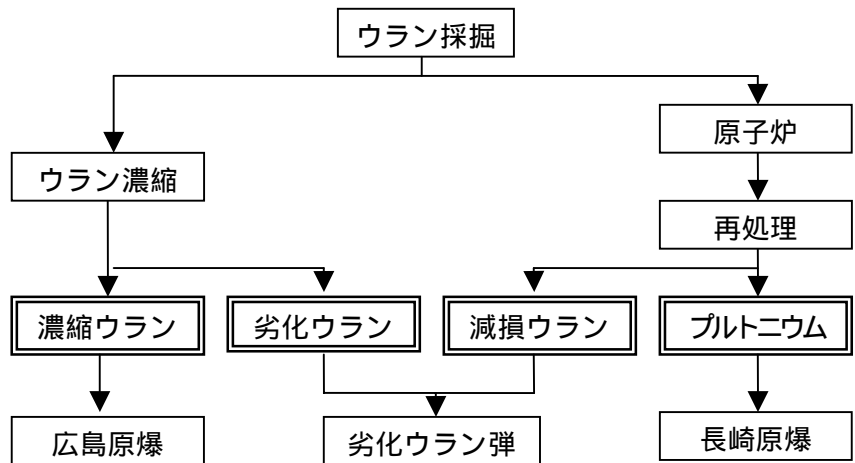 ウラン採掘
原子炉
ウラン濃縮
再処理
濃縮ウラン
劣化ウラン
減損ウラン
プルトニウム
広島原爆
劣化ウラン弾
長崎原爆